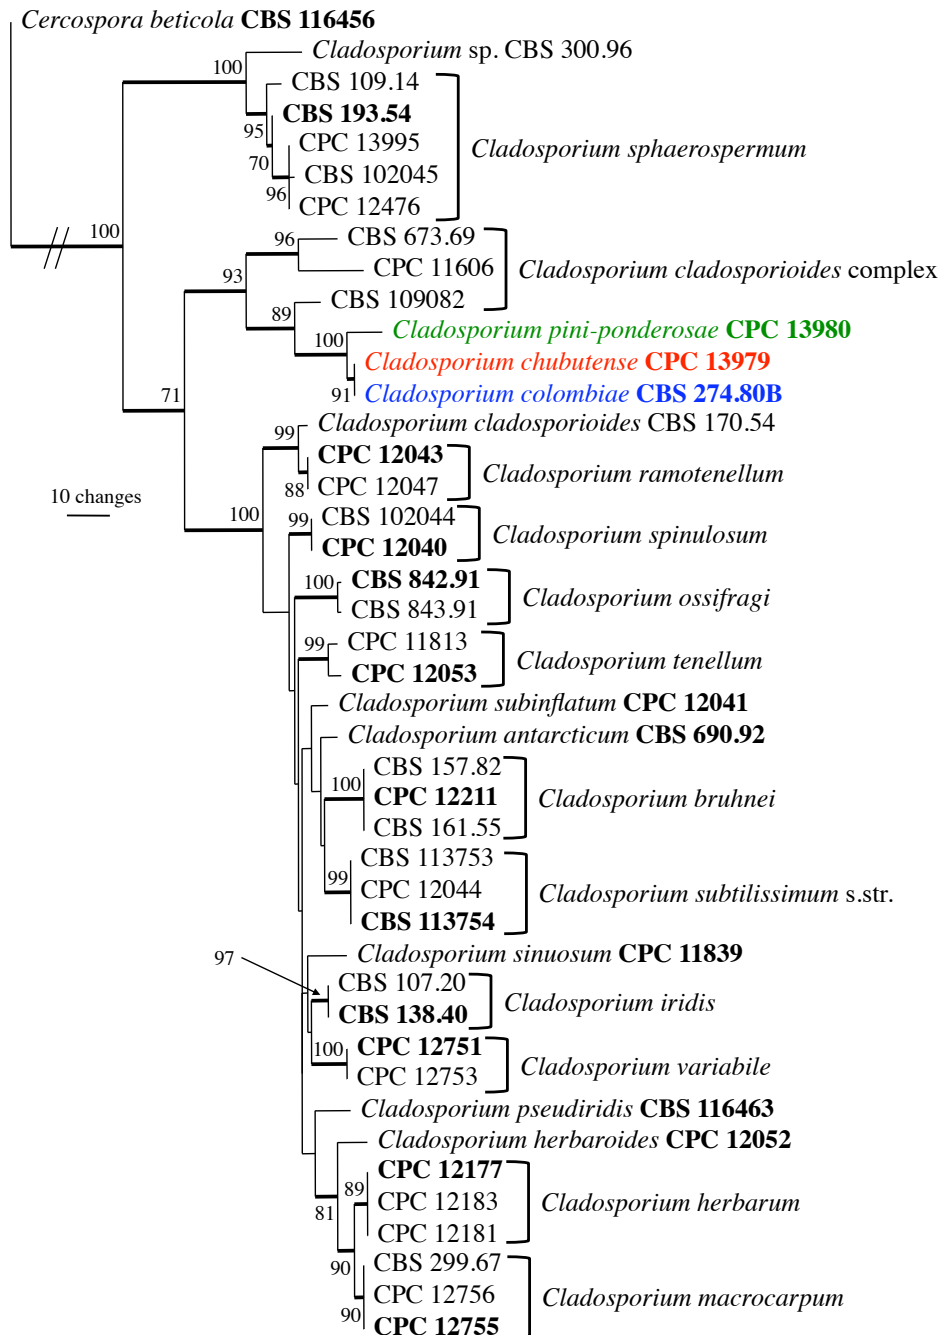 Cercospora beticola CBS 116456
Cladosporium sp. CBS 300.96
100
CBS 109.14
CBS 193.54
95
CPC 13995
Cladosporium sphaerospermum
70
CBS 102045
96
CPC 12476
100
CBS 673.69
96
CPC 11606
Cladosporium cladosporioides complex
93
CBS 109082
89
Cladosporium pini-ponderosae CPC 13980
100
Cladosporium chubutense CPC 13979
91
Cladosporium colombiae CBS 274.80B
71
Cladosporium cladosporioides CBS 170.54
99
CPC 12043
Cladosporium ramotenellum
88
CPC 12047
10 changes
100
99
CBS 102044
Cladosporium spinulosum
CPC 12040
100
CBS 842.91
Cladosporium ossifragi
CBS 843.91
99
CPC 11813
Cladosporium tenellum
CPC 12053
Cladosporium subinflatum CPC 12041
Cladosporium antarcticum CBS 690.92
CBS 157.82
100
CPC 12211
Cladosporium bruhnei
CBS 161.55
CBS 113753
99
CPC 12044
Cladosporium subtilissimum s.str.
CBS 113754
Cladosporium sinuosum CPC 11839
97
CBS 107.20
Cladosporium iridis
CBS 138.40
100
CPC 12751
Cladosporium variabile
CPC 12753
Cladosporium pseudiridis CBS 116463
Cladosporium herbaroides CPC 12052
CPC 12177
89
81
CPC 12183
Cladosporium herbarum
CPC 12181
90
CBS 299.67
CPC 12756
Cladosporium macrocarpum
90
CPC 12755